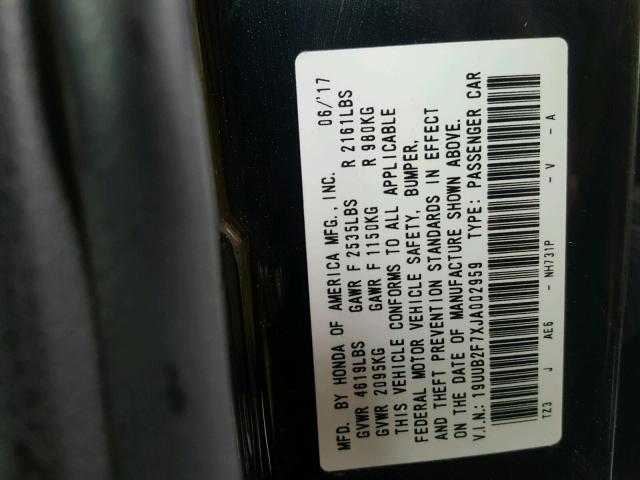 MFD. BY HONDA OF AMERICA MFG., INC. 06/'17
GVWR 4619LBS GAWR F 2535LBS R 2161LBS
GVWR 2095KG GAWR F 1150KG R 980KG
THIS VEHICLE CONFORMS TO ALL APPLICABLE
FEDERAL MOTOR VEHICLE SAFETY, BUMPER,
AND THEFT PREVENTION STANDARDS IN EFFECT
ON THE DATE OF MANUFACTURE SHOWN ABOVE.
V.I.N.: 19UUB2F7XJA002959 TYPE: PASSENGER CAR
TZ3 J AE6 - NH731P - V - A